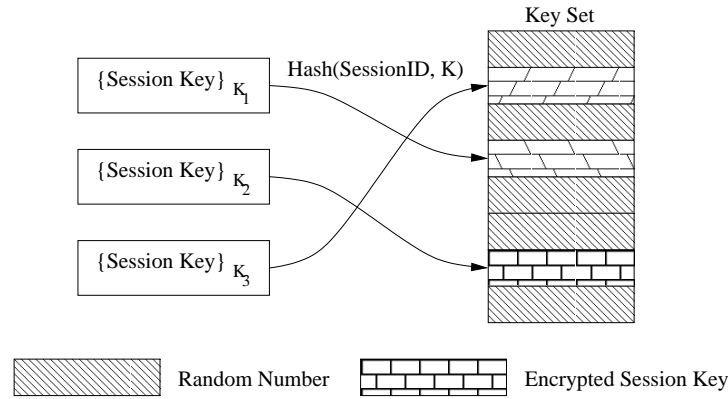 Key Set
{Session Key} K1
Hash(SessionID, K)
{Session Key} K2
{Session Key} K3
Random Number
Encrypted Session Key